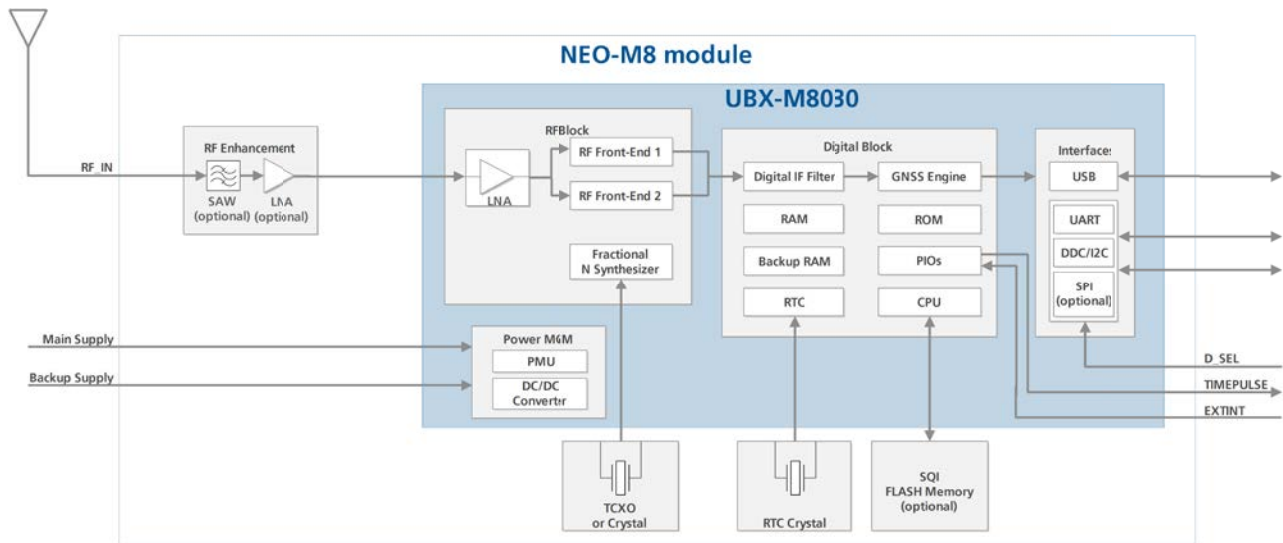 NEO-M8 module
UBX-M8030
RF_IN
RF Enhancement
SAW
(optional)
LNA
(optional)
RFBlock
LNA
RF Front-End 1
RF Front-End 2
Fractional
N Synthesizer
Digital Block
Digital IF Filter
GNSS Engine
RAM
ROM
Backup RAM
PIOs
RTC
CPU
Interfaces
USB
UART
DDC/I2C
SPI
(optional)
Main Supply
Backup Supply
Power MGM
PMU
DC/DC
Converter
D_SEL
TIMEPULSE
EXTINT
TCXO
or Crystal
RTC Crystal
SQI
FLASH Memory
(optional)